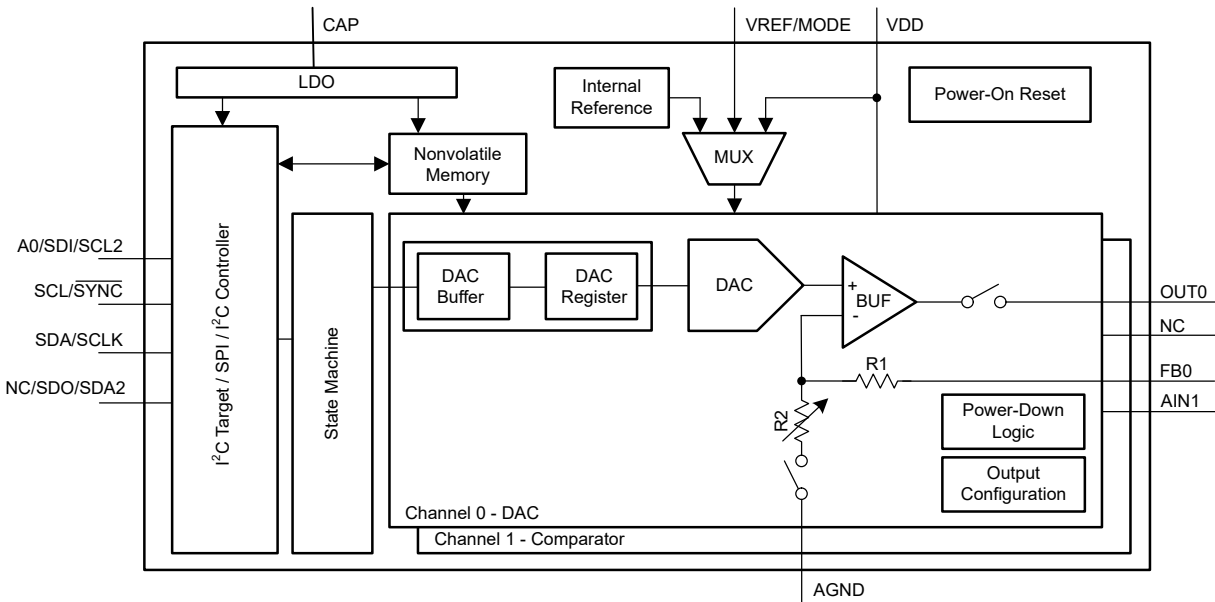 CAP
VREF/MODE
VDD
LDO
Internal
Reference
Power-On Reset
MUX
Nonvolatile
Memory
A0/SDI/SCL2
SCL/SYNC
SDA/SCLK
NC/SDO/SDA2
I²C Target / SPI / I²C Controller
State Machine
DAC
Buffer
DAC
Register
DAC
+
BUF
-
OUT0
NC
R1
FB0
AIN1
R2
Power-Down
Logic
Output
Configuration
Channel 0 - DAC
Channel 1 - Comparator
AGND